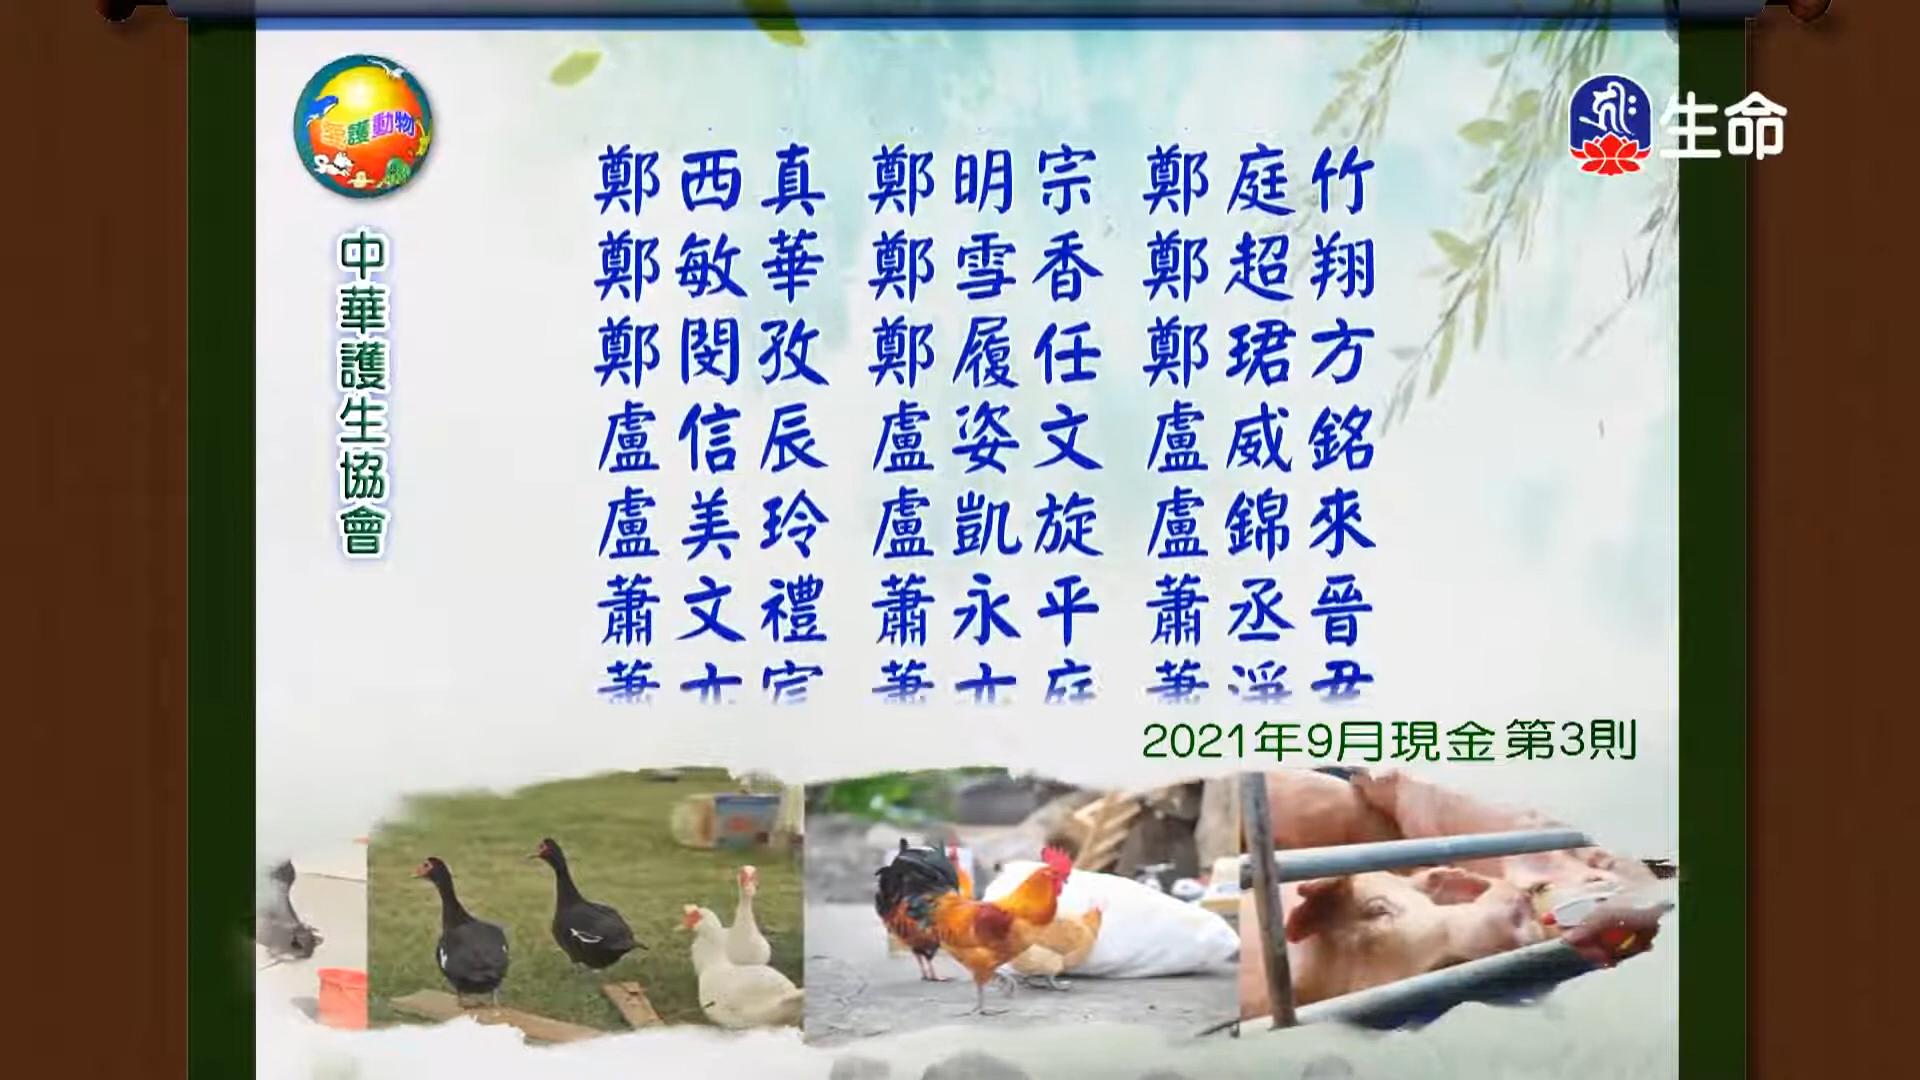 愛護動物
生命
中華護生協會
鄭西真 鄭明宗 鄭庭竹
鄭敏華 鄭雪香 鄭超翔
鄭閔孜 鄭履任 鄭珺方
盧信辰 盧姿文 盧威銘
盧美玲 盧凱旋 盧錦來
蕭文禮 蕭永平 蕭丞晉
2021年9月現金第3則